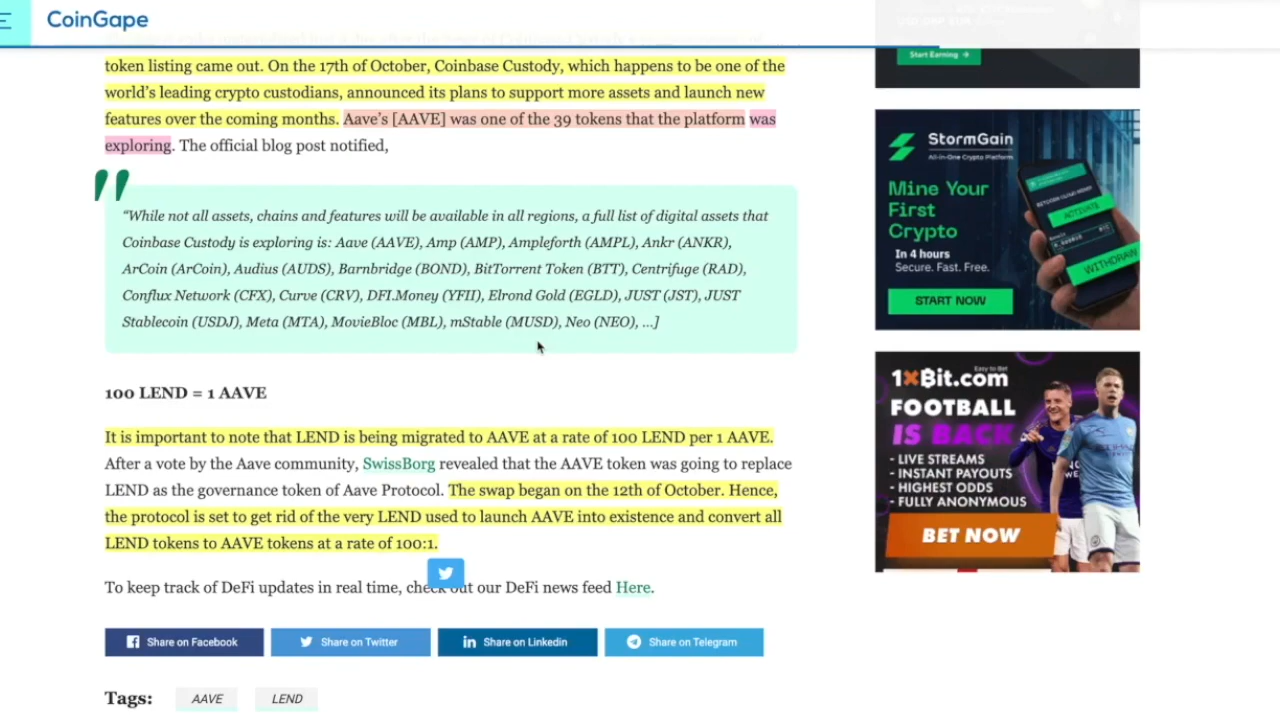 CoinGape
token listing came out. On the 17th of October, Coinbase Custody, which happens to be one of the
world's leading crypto custodians, announced its plans to support more assets and launch new
features over the coming months. Aave's [AAVE] was one of the 39 tokens that the platform was
exploring. The official blog post notified,
"While not all assets, chains and features will be available in all regions, a full list of digital assets that
Coinbase Custody is exploring is: Aave (AAVE), Amp (AMP), Ampleforth (AMPL), Ankr (ANKR),
ArCoin (ArCoin), Audius (AUDS), Barnbridge (BOND), BitTorrent Token (BTT), Centrifuge (RAD),
Conflux Network (CFX), Curve (CRV), DFI.Money (YFII), Elrond Gold (EGLD), JUST (JST), JUST
Stablecoin (USDJ), Meta (MTA), MovieBloc (MBL), mStable (MUSD), Neo (NEO), ...]
100 LEND = 1 AAVE
It is important to note that LEND is being migrated to AAVE at a rate of 100 LEND per 1 AAVE.
After a vote by the Aave community, SwissBorg revealed that the AAVE token was going to replace
LEND as the governance token of Aave Protocol. The swap began on the 12th of October. Hence,
the protocol is set to get rid of the very LEND used to launch AAVE into existence and convert all
LEND tokens to AAVE tokens at a rate of 100:1.
To keep track of DeFi updates in real time, check out our DeFi news feed Here.
Share on Facebook
Share on Twitter
Share on Linkedin
Share on Telegram
Tags:
AAVE
LEND
Start Earning
StormGain
All-in-One Crypto Platform
Mine Your
First
Crypto
In 4 hours
Secure. Fast. Free.
START NOW
ACTIVATE
WITHDRAW
Easy to Bet
1xBit.com
FOOTBALL
IS BACK
- LIVE STREAMS
- INSTANT PAYOUTS
- HIGHEST ODDS
- FULLY ANONYMOUS
BET NOW